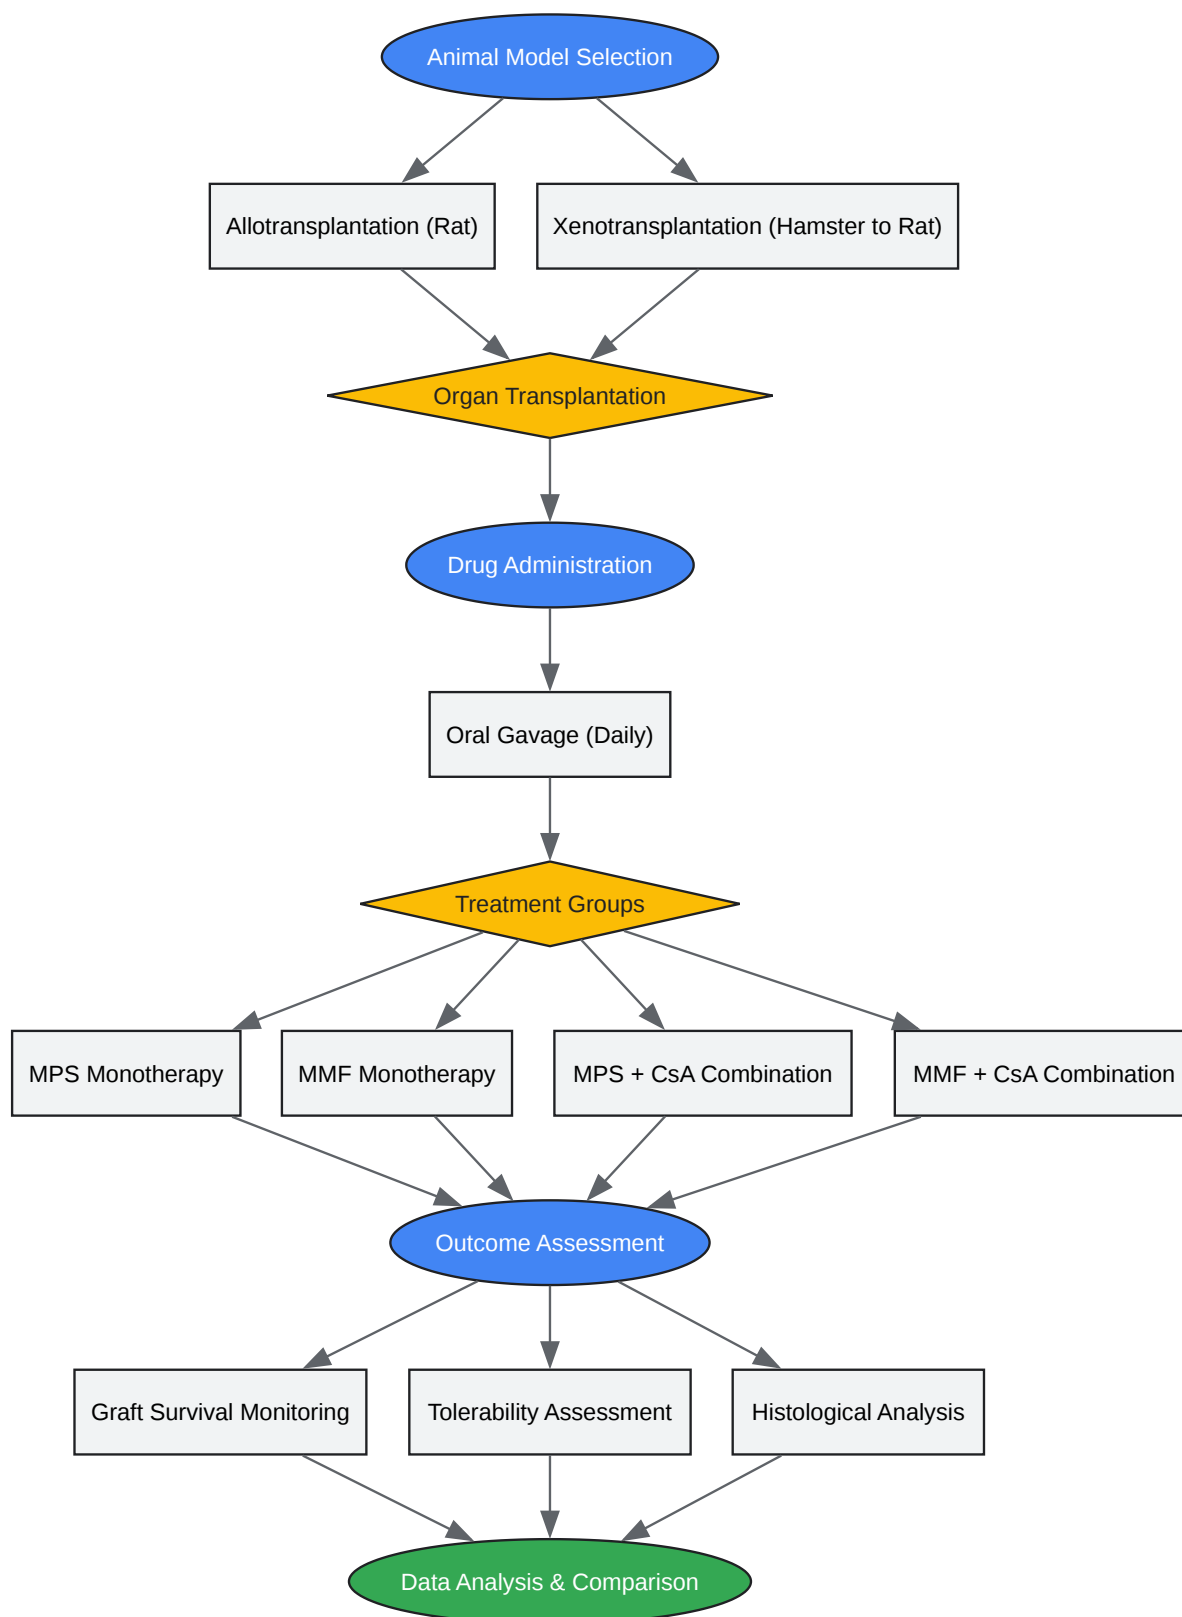 Animal Model Selection
Allotransplantation (Rat)
Xenotransplantation (Hamster to Rat)
Organ Transplantation
Drug Administration
Oral Gavage (Daily)
Treatment Groups
MPS Monotherapy
MMF Monotherapy
MPS + CsA Combination
MMF + CsA Combination
Outcome Assessment
Graft Survival Monitoring
Tolerability Assessment
Histological Analysis
Data Analysis & Comparison